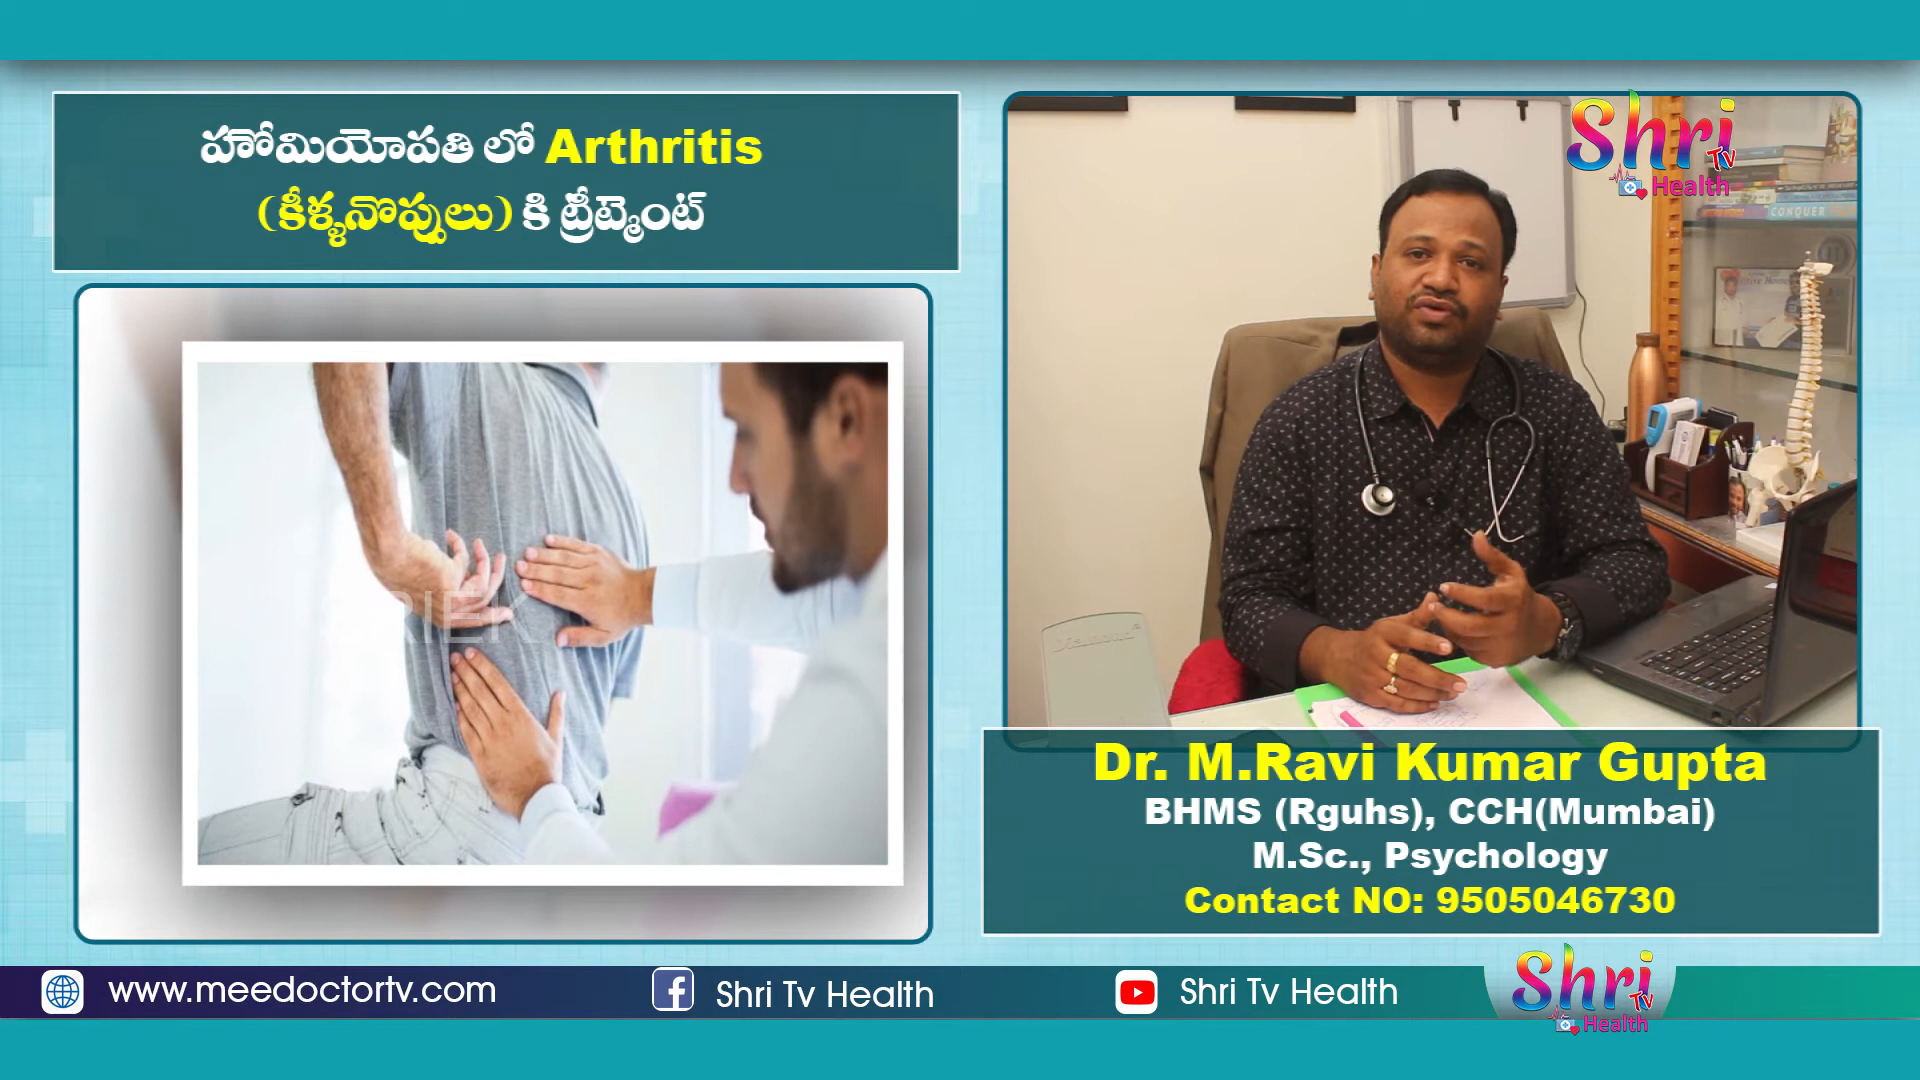 హోమియోపతి లో Arthritis
(కీళ్ళనొప్పులు) కి ట్రీట్మెంట్
Shri
Tv
Health
CONQUER
Dr. M.Ravi Kumar Gupta
BHMS (Rguhs), CCH(Mumbai)
M.Sc., Psychology
Contact NO: 9505046730
www.meedoctortv.com
Shri Tv Health
Shri Tv Health
Shri
Tv
Health